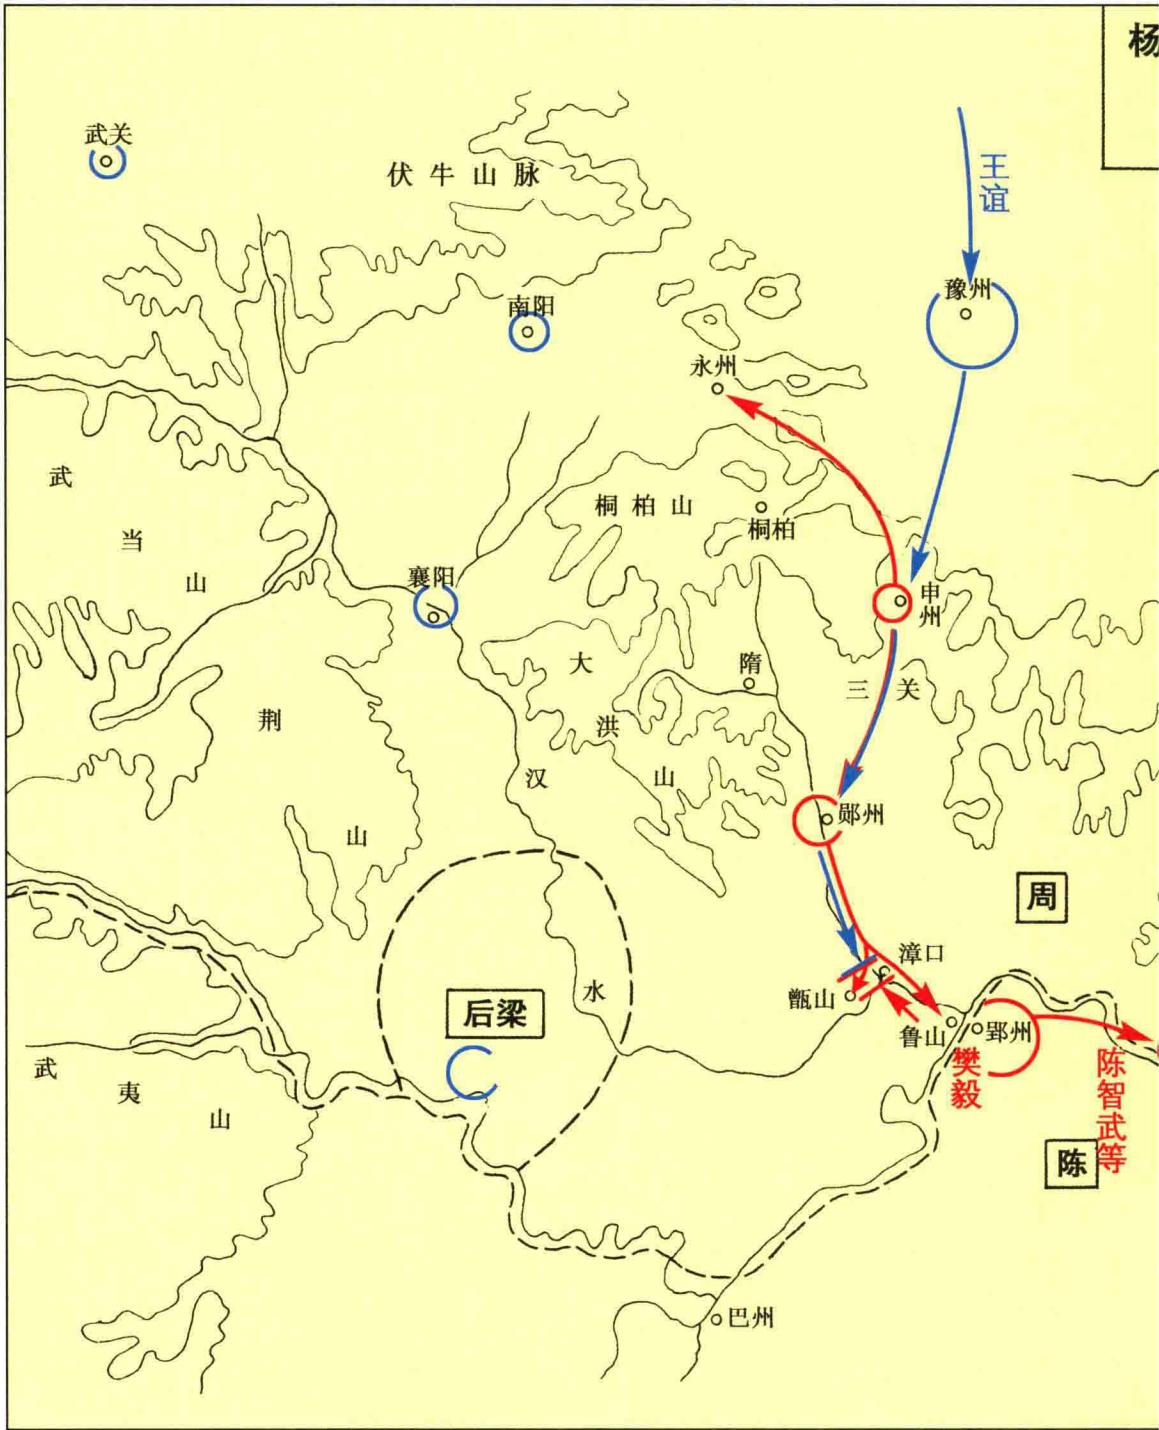 杨
武关
伏牛山脉
王谊
豫州
南阳
永州
武当山
桐柏山
桐柏
襄阳
申州
大洪山
隋
三关
荆山
汉水
郧州
周
漳口
甑山
后梁
鲁山
郢州
樊毅
陈智武等
武夷山
陈
巴州